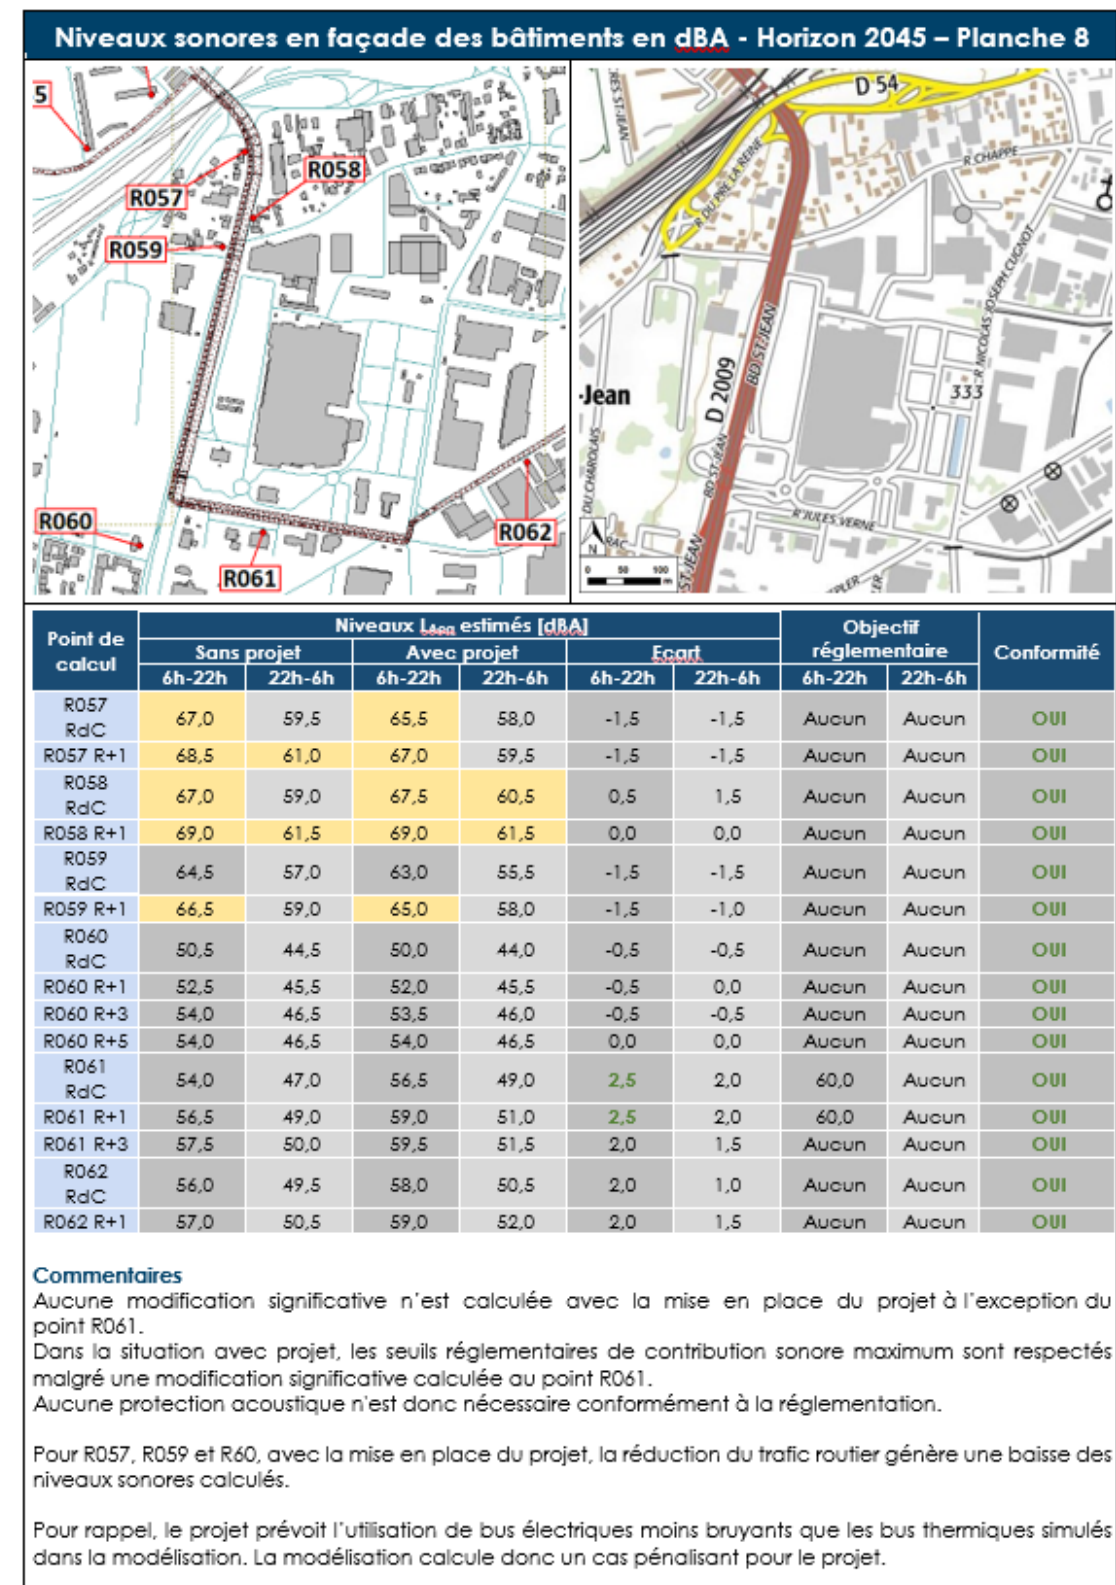 Niveaux sonores en façade des bâtiments en dBA - Horizon 2045 – Planche 8
5
R057
R058
R059
R060
R061
R062
D 54
RES ST-JEAN
R DU PRE LA REINE
R CHAPPE
R NICOLAS JOSEPH CUGNOT
BD ST-JEAN
D 2009
-Jean
333
DU CHAROLAIS
BD ST-JEAN
R JULES VERNE
RAC
N
0 50 100
m
ST-JEAN
PLER
ER
Point de calcul | Niveaux LAeq estimés [dBA] | Objectif réglementaire | Conformité
Sans projet | Avec projet | Ecart
6h-22h | 22h-6h | 6h-22h | 22h-6h | 6h-22h | 22h-6h | 6h-22h | 22h-6h
R057 RdC | 67,0 | 59,5 | 65,5 | 58,0 | -1,5 | -1,5 | Aucun | Aucun | OUI
R057 R+1 | 68,5 | 61,0 | 67,0 | 59,5 | -1,5 | -1,5 | Aucun | Aucun | OUI
R058 RdC | 67,0 | 59,0 | 67,5 | 60,5 | 0,5 | 1,5 | Aucun | Aucun | OUI
R058 R+1 | 69,0 | 61,5 | 69,0 | 61,5 | 0,0 | 0,0 | Aucun | Aucun | OUI
R059 RdC | 64,5 | 57,0 | 63,0 | 55,5 | -1,5 | -1,5 | Aucun | Aucun | OUI
R059 R+1 | 66,5 | 59,0 | 65,0 | 58,0 | -1,5 | -1,0 | Aucun | Aucun | OUI
R060 RdC | 50,5 | 44,5 | 50,0 | 44,0 | -0,5 | -0,5 | Aucun | Aucun | OUI
R060 R+1 | 52,5 | 45,5 | 52,0 | 45,5 | -0,5 | 0,0 | Aucun | Aucun | OUI
R060 R+3 | 54,0 | 46,5 | 53,5 | 46,0 | -0,5 | -0,5 | Aucun | Aucun | OUI
R060 R+5 | 54,0 | 46,5 | 54,0 | 46,5 | 0,0 | 0,0 | Aucun | Aucun | OUI
R061 RdC | 54,0 | 47,0 | 56,5 | 49,0 | 2,5 | 2,0 | 60,0 | Aucun | OUI
R061 R+1 | 56,5 | 49,0 | 59,0 | 51,0 | 2,5 | 2,0 | 60,0 | Aucun | OUI
R061 R+3 | 57,5 | 50,0 | 59,5 | 51,5 | 2,0 | 1,5 | Aucun | Aucun | OUI
R062 RdC | 56,0 | 49,5 | 58,0 | 50,5 | 2,0 | 1,0 | Aucun | Aucun | OUI
R062 R+1 | 57,0 | 50,5 | 59,0 | 52,0 | 2,0 | 1,5 | Aucun | Aucun | OUI
Commentaires
Aucune modification significative n'est calculée avec la mise en place du projet à l'exception du
point R061.
Dans la situation avec projet, les seuils réglementaires de contribution sonore maximum sont respectés
malgré une modification significative calculée au point R061.
Aucune protection acoustique n'est donc nécessaire conformément à la réglementation.
Pour R057, R059 et R60, avec la mise en place du projet, la réduction du trafic routier génère une baisse des
niveaux sonores calculés.
Pour rappel, le projet prévoit l'utilisation de bus électriques moins bruyants que les bus thermiques simulés
dans la modélisation. La modélisation calcule donc un cas pénalisant pour le projet.